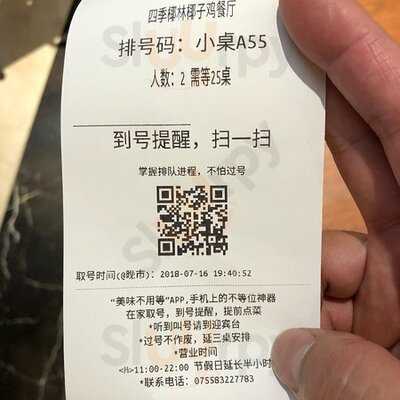 四季椰林椰子鸡餐厅
排号码：小桌A55
人数：2 需等25桌
到号提醒，扫一扫
掌握排队进程，不怕过号
取号时间(@晚市)：2018-07-16 19:40:52
“美味不用等”APP,手机上的不等位神器
在家取号，到号提醒，提前点菜
*听到叫号请到迎宾台
*过号不作废，延三桌安排
*营业时间
<H>11:00-22:00 节假日延长半小时
*联系电话：075583227783